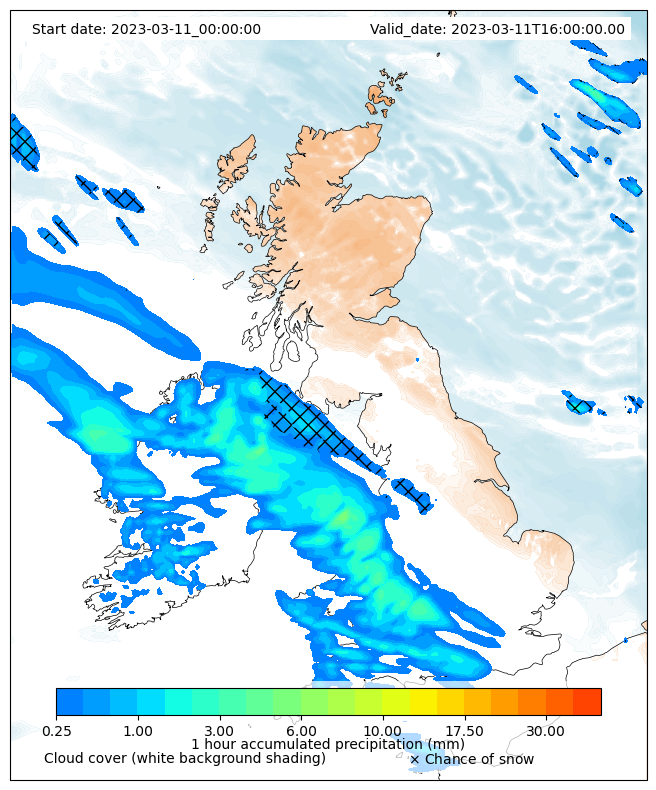 Start date: 2023-03-11_00:00:00 Valid_date: 2023-03-11T16:00:00.00
0.25 1.00 3.00 6.00 10.00 17.50 30.00
1 hour accumulated precipitation (mm)
Cloud cover (white background shading) × Chance of snow